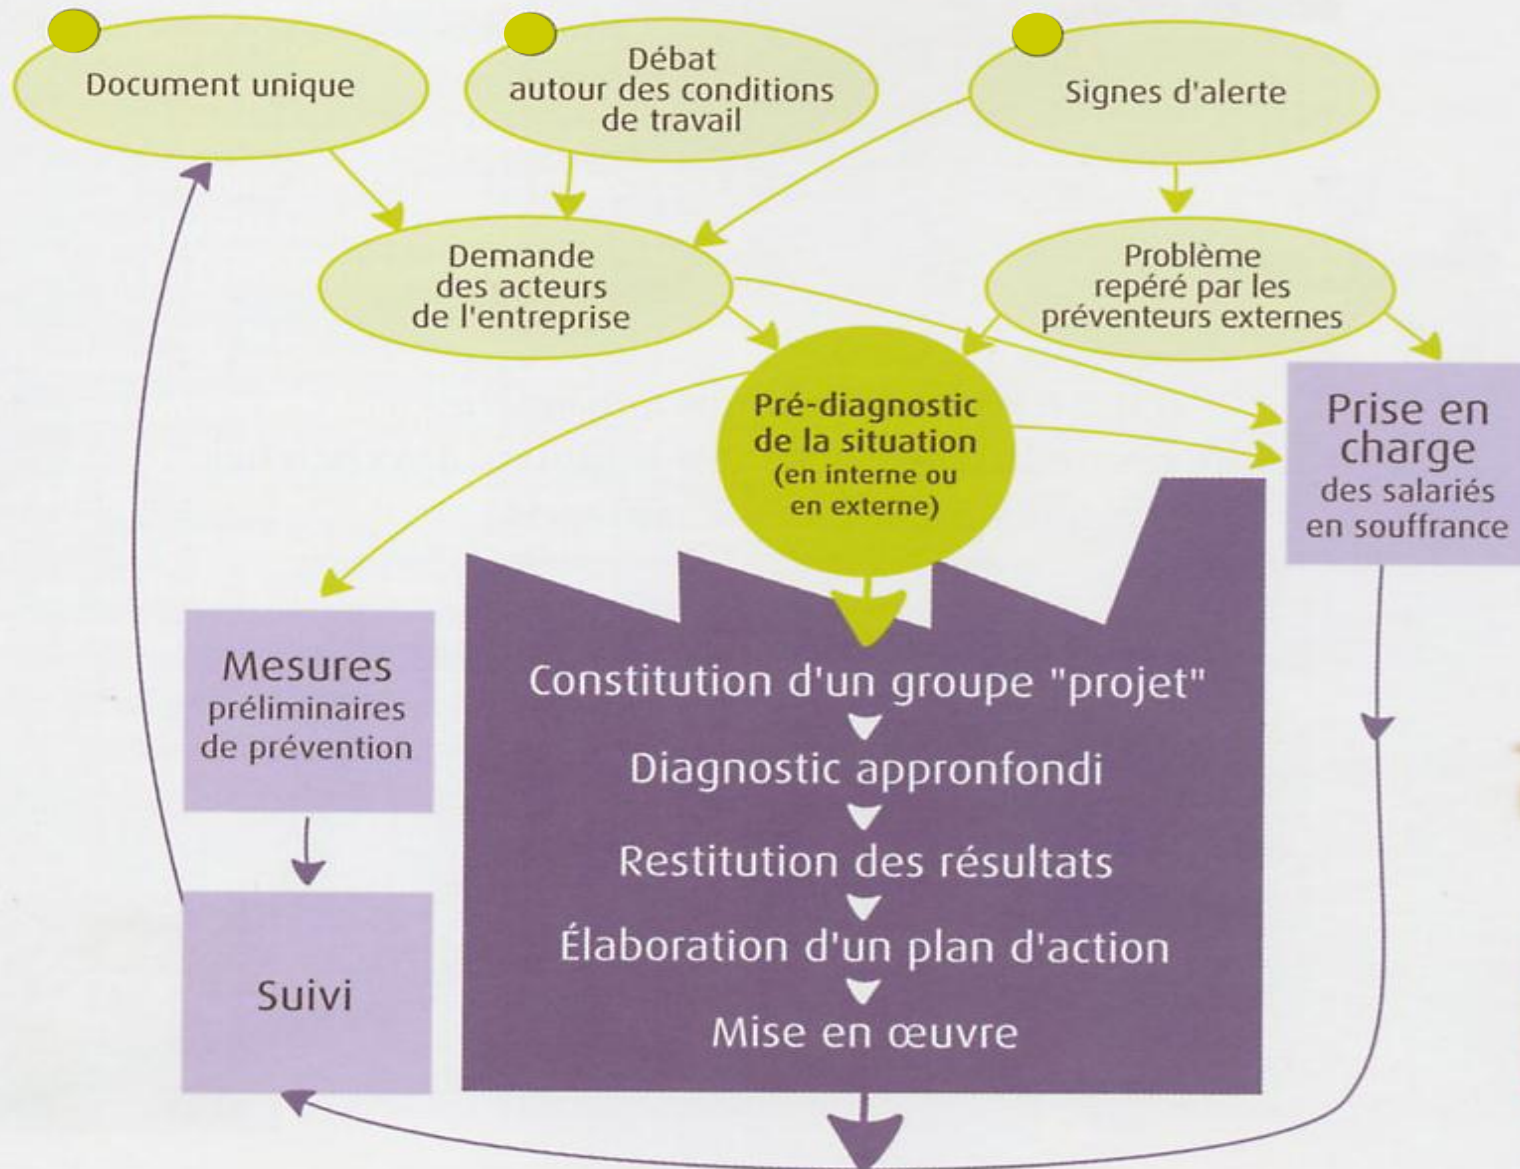 Document unique
Débat
autour des conditions
de travail
Signes d'alerte
Demande
des acteurs
de l'entreprise
Problème
repéré par les
préventeurs externes
Pré-diagnostic
de la situation
(en interne ou
en externe)
Prise en
charge
des salariés
en souffrance
Mesures
préliminaires
de prévention
Constitution d'un groupe "projet"
Diagnostic appronfondi
Restitution des résultats
Élaboration d'un plan d'action
Mise en œuvre
Suivi